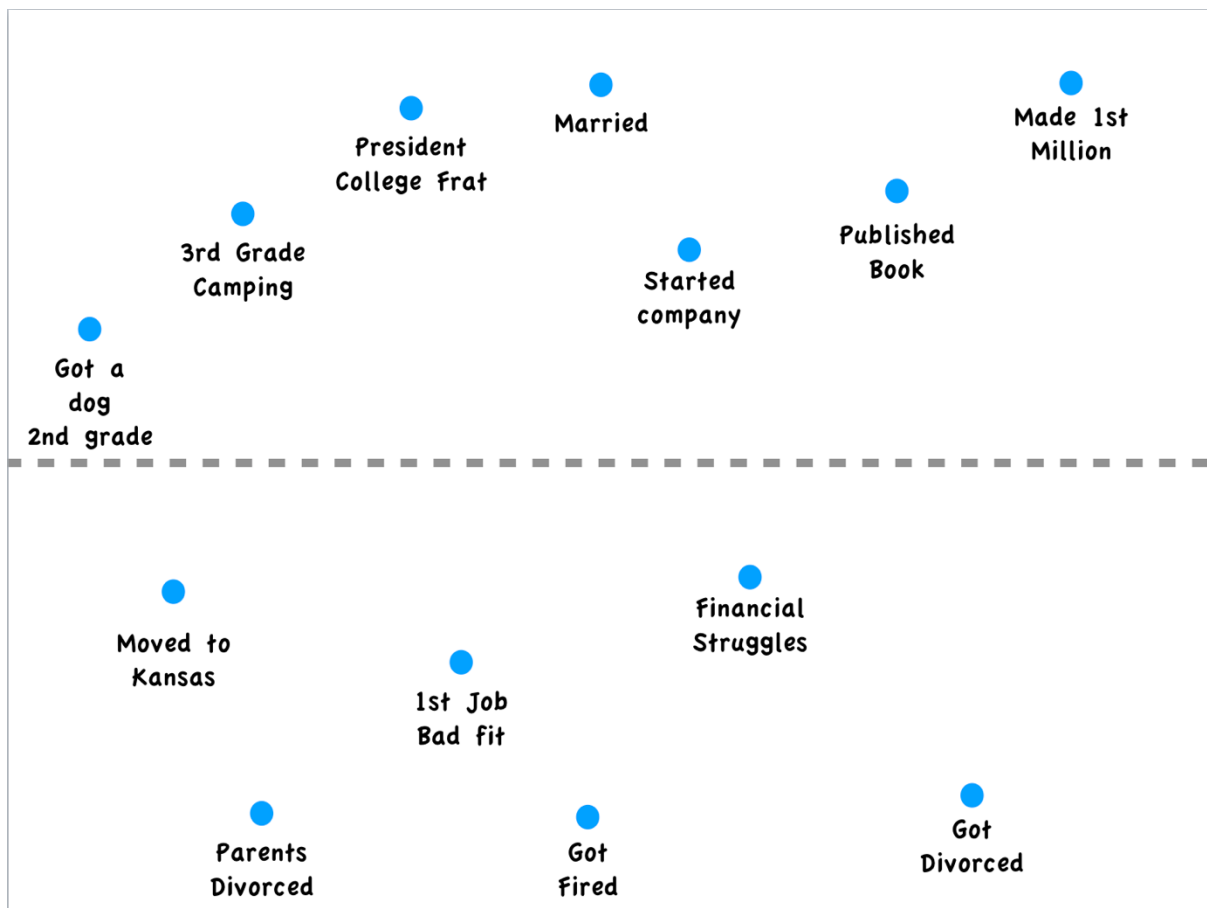 Married
Made 1st
Million
President
College Frat
3rd Grade
Camping
Published
Book
Started
company
Got a
dog
2nd grade
Moved to
Kansas
Financial
Struggles
1st Job
Bad fit
Parents
Divorced
Got
Fired
Got
Divorced